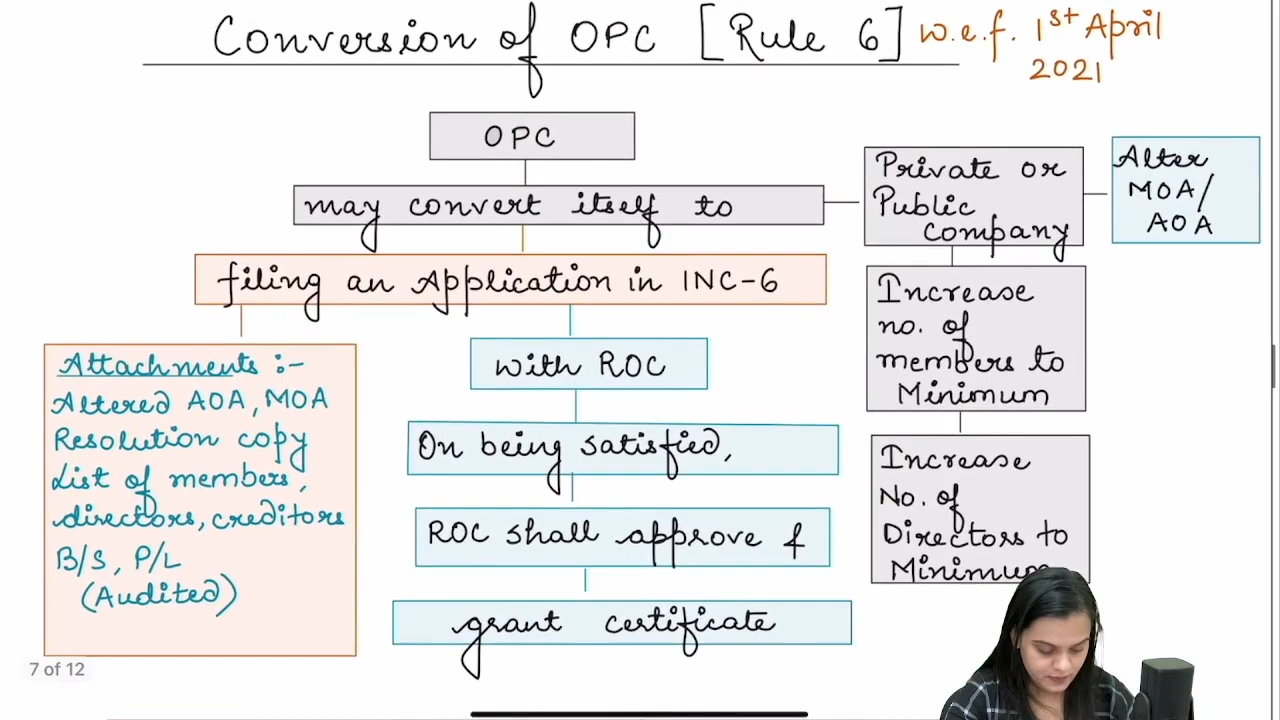 Conversion of OPC [Rule 6] w.e.f. 1st April
2021
OPC
may convert itself to
filing an Application in INC-6
Attachments :-
Altered AOA, MOA
Resolution copy
List of members,
directors, creditors
B/S, P/L
(Audited)
with ROC
On being satisfied,
ROC shall approve &
grant certificate
Private or
Public
company
Alter
MOA/
AOA
Increase
no. of
members to
Minimum
Increase
No. of
Directors to
Minimum
7 of 12